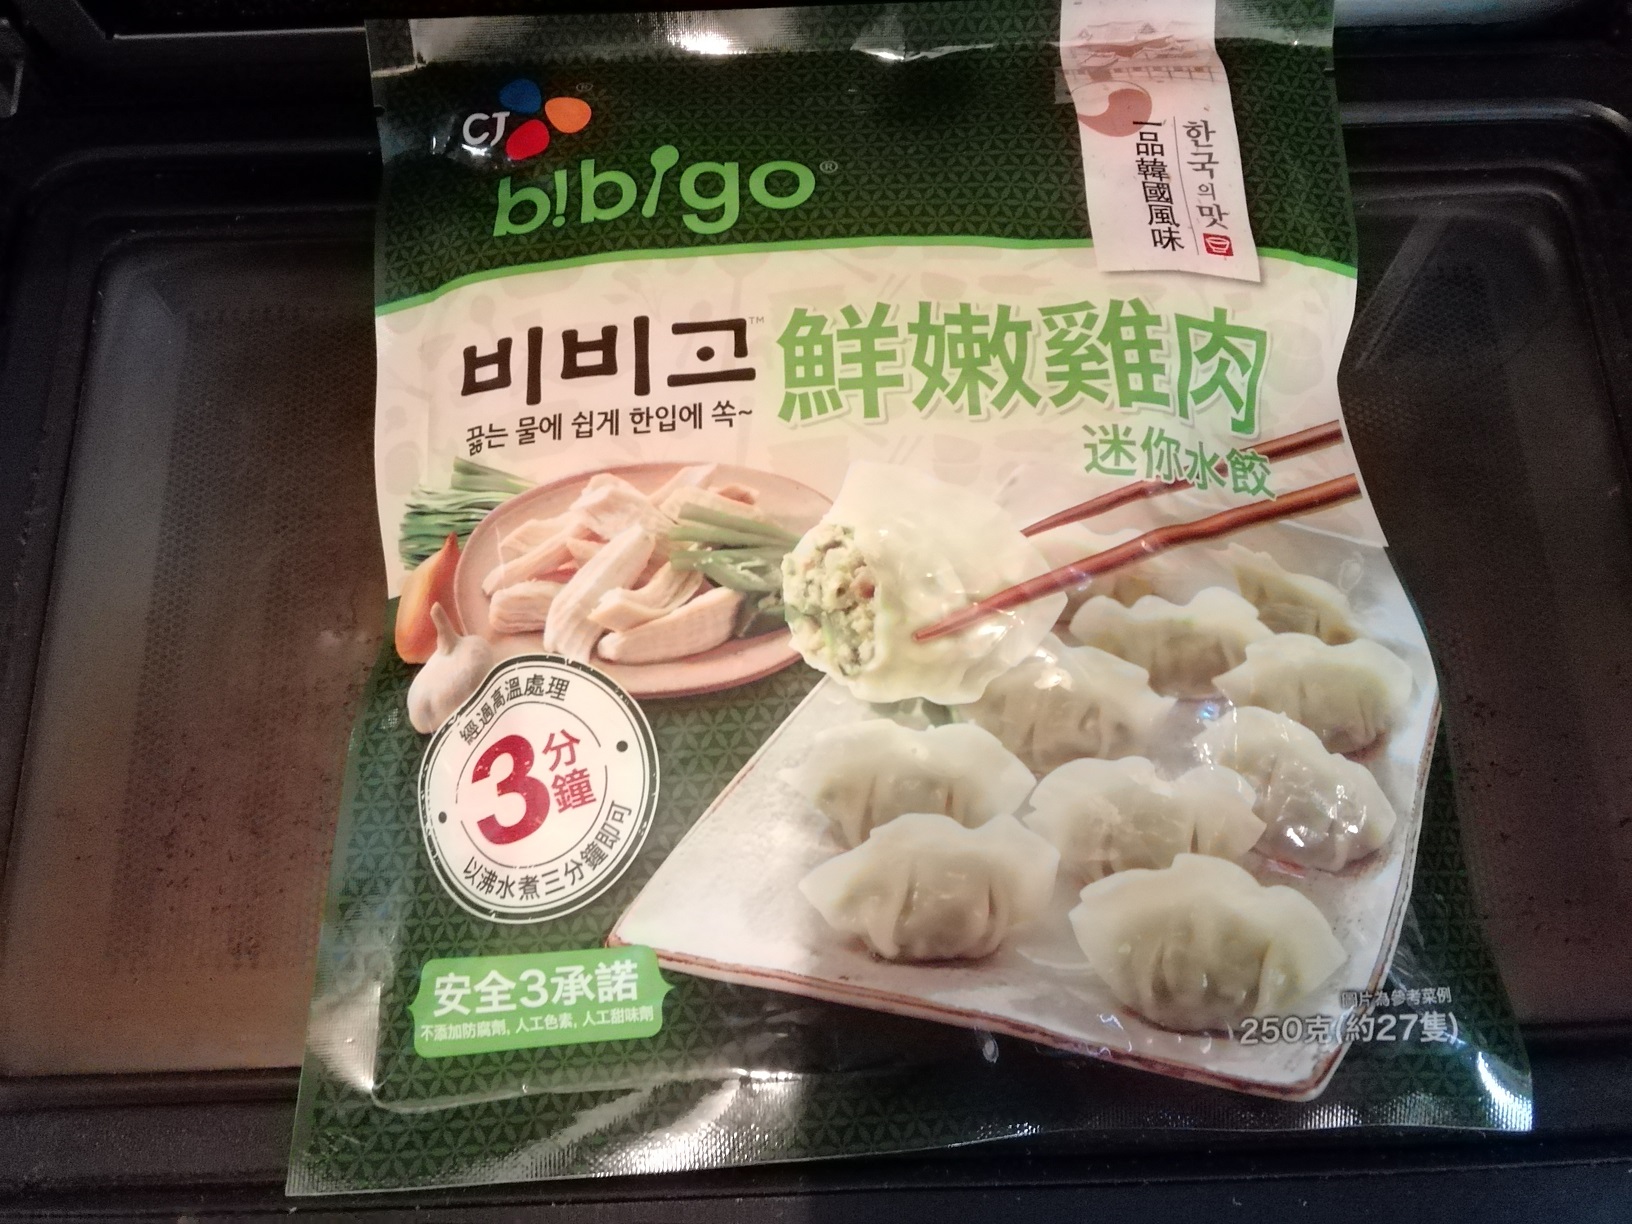 CJ
bibigo
한국의 맛
一品韓國風味
비비고™
鮮嫩雞肉
끓는 물에 쉽게 한입에 쏙~
迷你水餃
經過高溫處理
3分鐘
以沸水煮三分鐘即可
安全3承諾
不添加防腐劑, 人工色素, 人工甜味劑
圖片為參考菜例
250克(約27隻)